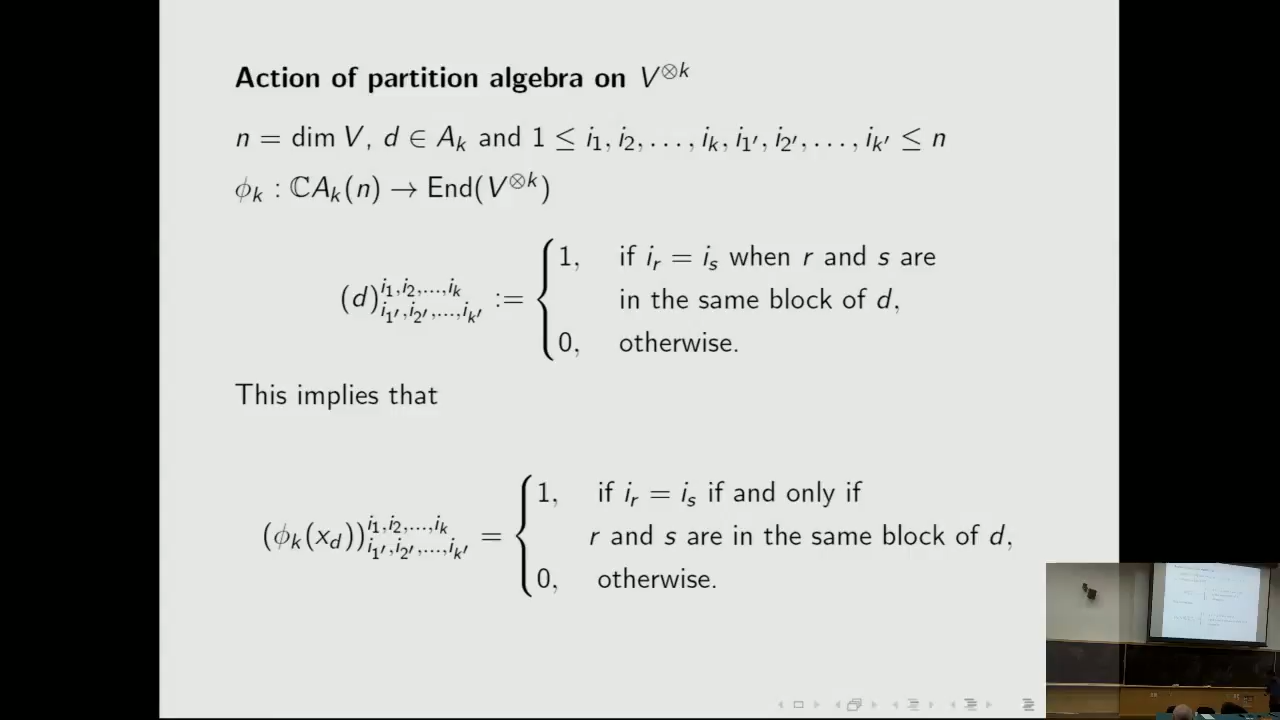 Action of partition algebra on V^{⊗k}
n = dim V, d ∈ A_k and 1 ≤ i_1, i_2, . . . , i_k, i_{1'}, i_{2'}, . . . , i_{k'} ≤ n
ϕ_k : ℂA_k(n) → End(V^{⊗k})
(d)^{i_1,i_2,...,i_k}_{i_{1'},i_{2'},...,i_{k'}} := { 1, if i_r = i_s when r and s are
in the same block of d,
0, otherwise.
This implies that
(ϕ_k(x_d))^{i_1,i_2,...,i_k}_{i_{1'},i_{2'},...,i_{k'}} = { 1, if i_r = i_s if and only if
r and s are in the same block of d,
0, otherwise.